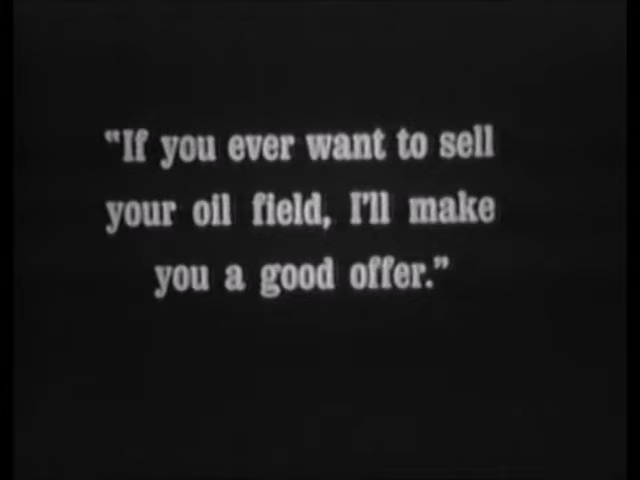 "If you ever want to sell
your oil field, I'll make
you a good offer."